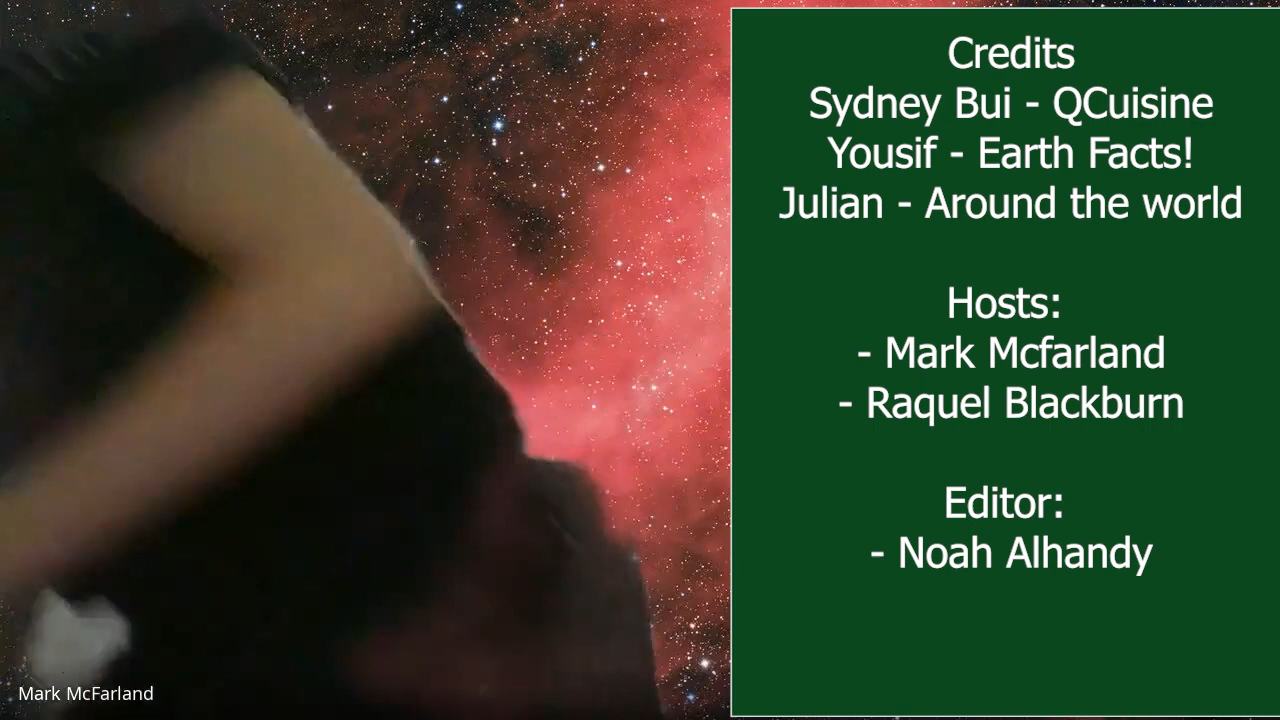 Credits
Sydney Bui - QCuisine
Yousif - Earth Facts!
Julian - Around the world
Hosts:
- Mark Mcfarland
- Raquel Blackburn
Editor:
- Noah Alhandy
Mark McFarland